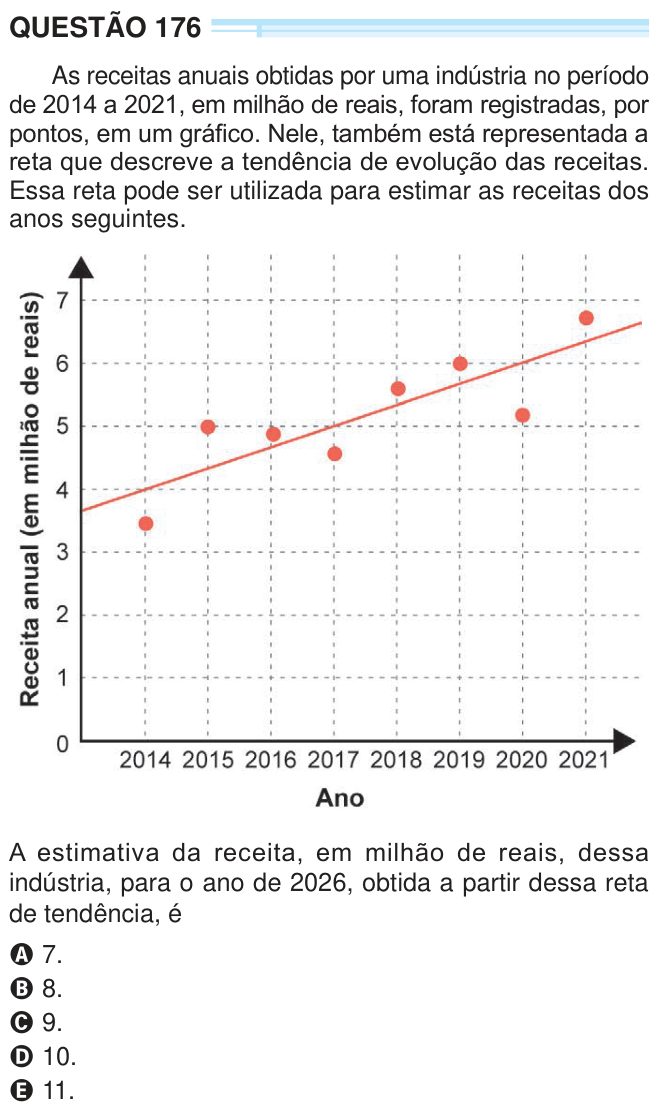 QUESTÃO 176
As receitas anuais obtidas por uma indústria no período
de 2014 a 2021, em milhão de reais, foram registradas, por
pontos, em um gráfico. Nele, também está representada a
reta que descreve a tendência de evolução das receitas.
Essa reta pode ser utilizada para estimar as receitas dos
anos seguintes.
Receita anual (em milhão de reais)
7
6
5
4
3
2
1
0
2014 2015 2016 2017 2018 2019 2020 2021
Ano
A estimativa da receita, em milhão de reais, dessa
indústria, para o ano de 2026, obtida a partir dessa reta
de tendência, é
A 7.
B 8.
C 9.
D 10.
E 11.